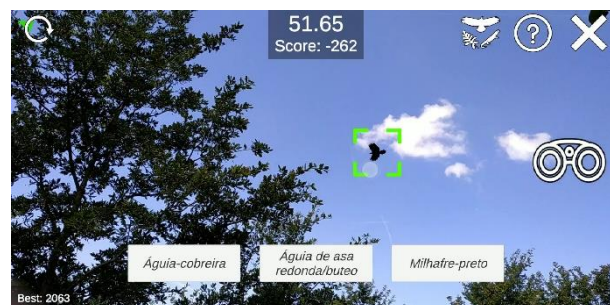 51.65
Score: -262
?
Águia-cobreira
Águia de asa
redonda/buteo
Milhafre-preto
Best: 2063